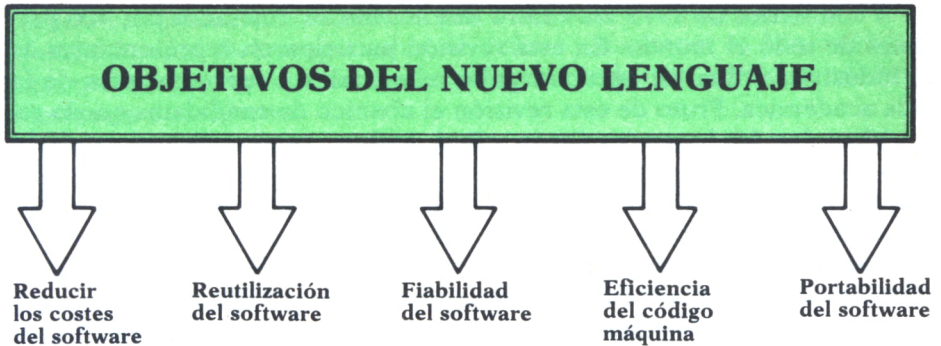 OBJETIVOS DEL NUEVO LENGUAJE
Reducir
los costes
del software
Reutilización
del software
Fiabilidad
del software
Eficiencia
del código
máquina
Portabilidad
del software